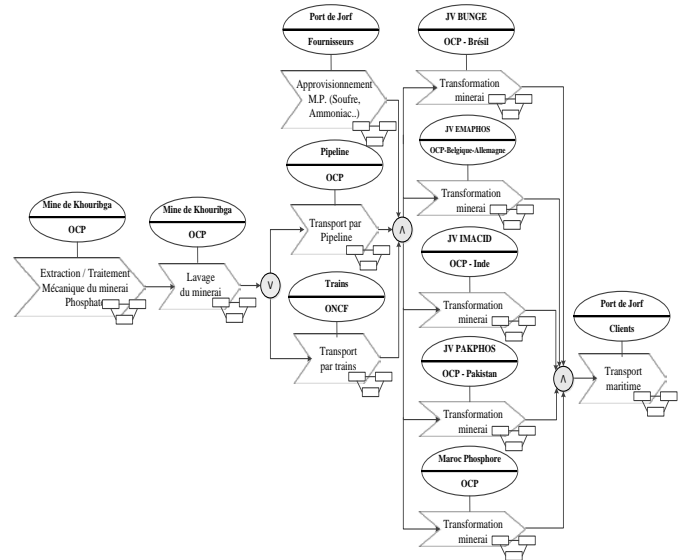 Mine de Khouribga
OCP
Extraction / Traitement
Mécanique du minerai
Phosphate
Mine de Khouribga
OCP
Lavage
du minerai
V
Port de Jorf
Fournisseurs
Approvisionnement
M.P. (Soufre,
Ammoniac..)
Pipeline
OCP
Transport par
Pipeline
Trains
ONCF
Transport
par trains
Λ
JV BUNGE
OCP - Brésil
Transformation
minerai
JV EMAPHOS
OCP-Belgique-Allemagne
Transformation
minerai
JV IMACID
OCP - Inde
Transformation
minerai
JV PAKPHOS
OCP - Pakistan
Transformation
minerai
Maroc Phosphore
OCP
Transformation
minerai
Λ
Port de Jorf
Clients
Transport
maritime